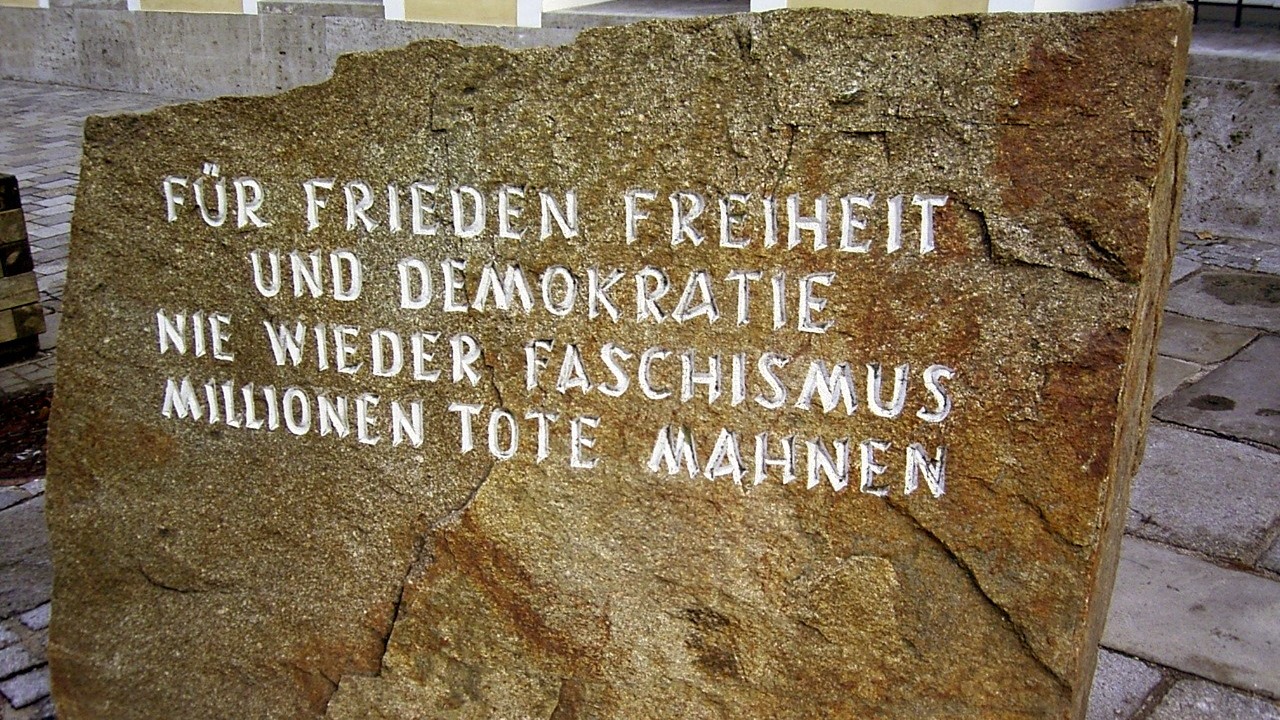 FÜR FRIEDEN FREIHEIT
UND DEMOKRATIE
NIE WIEDER FASCHISMUS
MILLIONEN TOTE MAHNEN